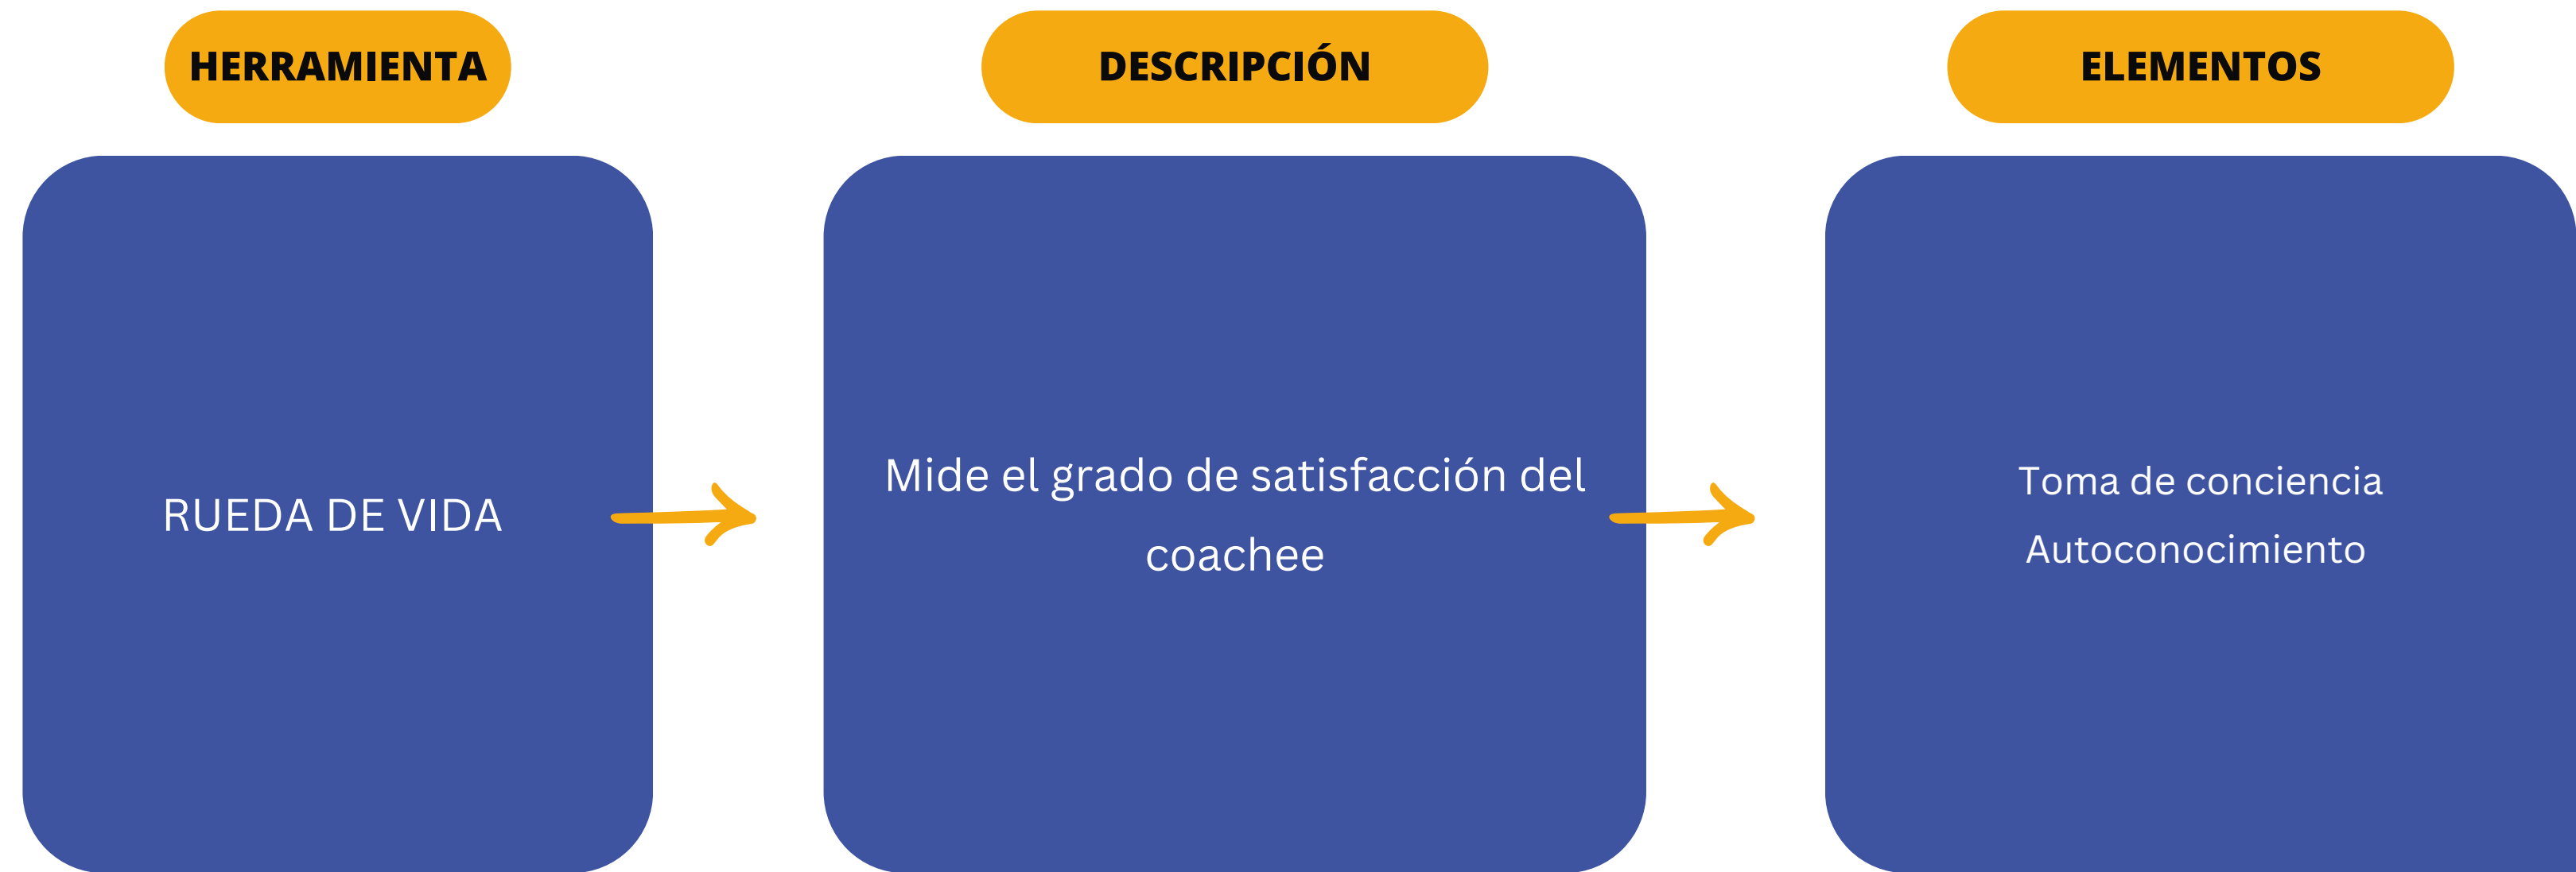 HERRAMIENTA
DESCRIPCIÓN
ELEMENTOS
RUEDA DE VIDA
Mide el grado de satisfacción del
coachee
Toma de conciencia
Autoconocimiento